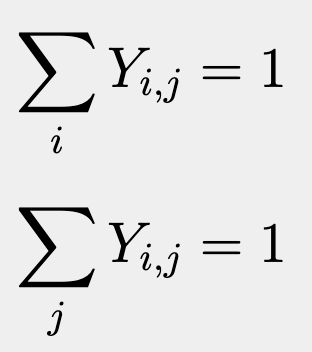 ∑_i Y_{i,j} = 1
∑_j Y_{i,j} = 1